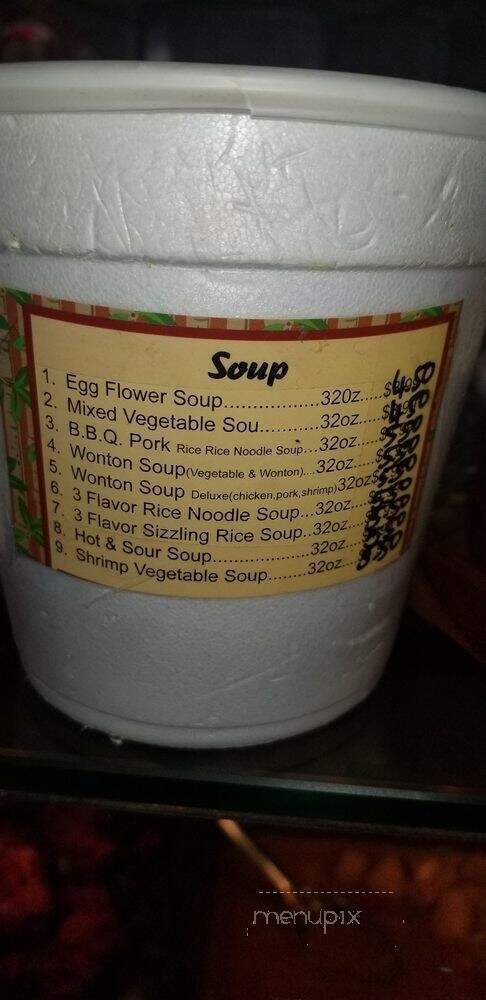 Soup
1. Egg Flower Soup..................32oz.....$
2. Mixed Vegetable Sou...........32oz.....$
3. B.B.Q. Pork Rice Rice Noodle Soup...32oz.....
4. Wonton Soup(Vegetable & Wonton)....32oz.....
5. Wonton Soup Deluxe(chicken,pork,shrimp)32oz$
6. 3 Flavor Rice Noodle Soup...32oz.....
7. 3 Flavor Sizzling Rice Soup..32oz....
8. Hot & Sour Soup...................32oz....
9. Shrimp Vegetable Soup........32oz....
menupix